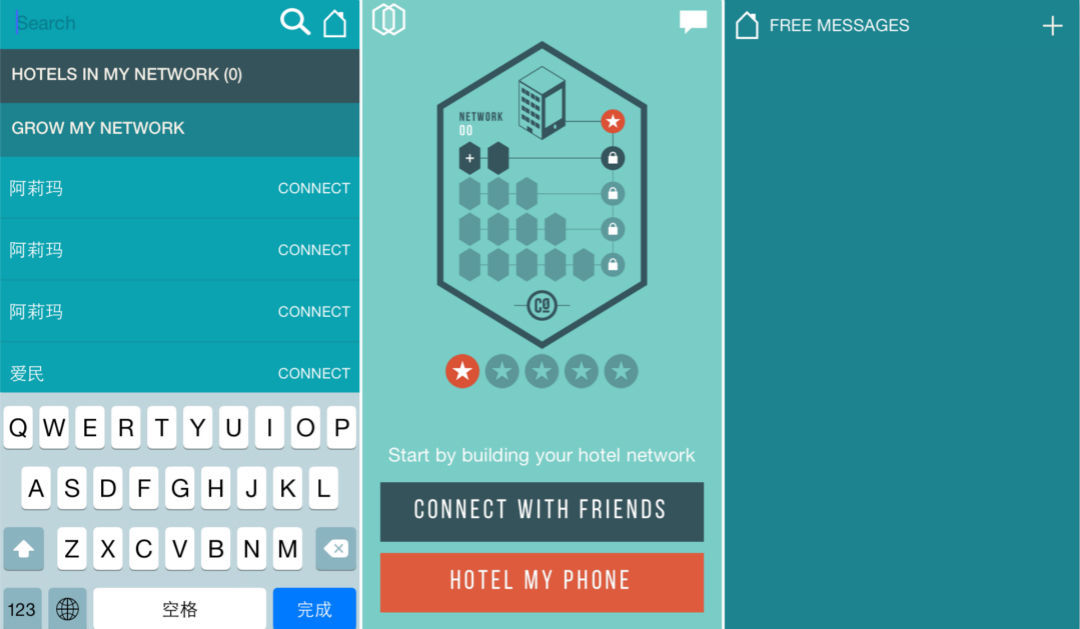 Search
HOTELS IN MY NETWORK (0)
GROW MY NETWORK
阿莉玛 CONNECT
阿莉玛 CONNECT
阿莉玛 CONNECT
爱民 CONNECT
Q W E R T Y U I O P
A S D F G H J K L
Z X C V B N M
123 空格 完成
NETWORK
00
+
CO
Start by building your hotel network
CONNECT WITH FRIENDS
HOTEL MY PHONE
FREE MESSAGES +